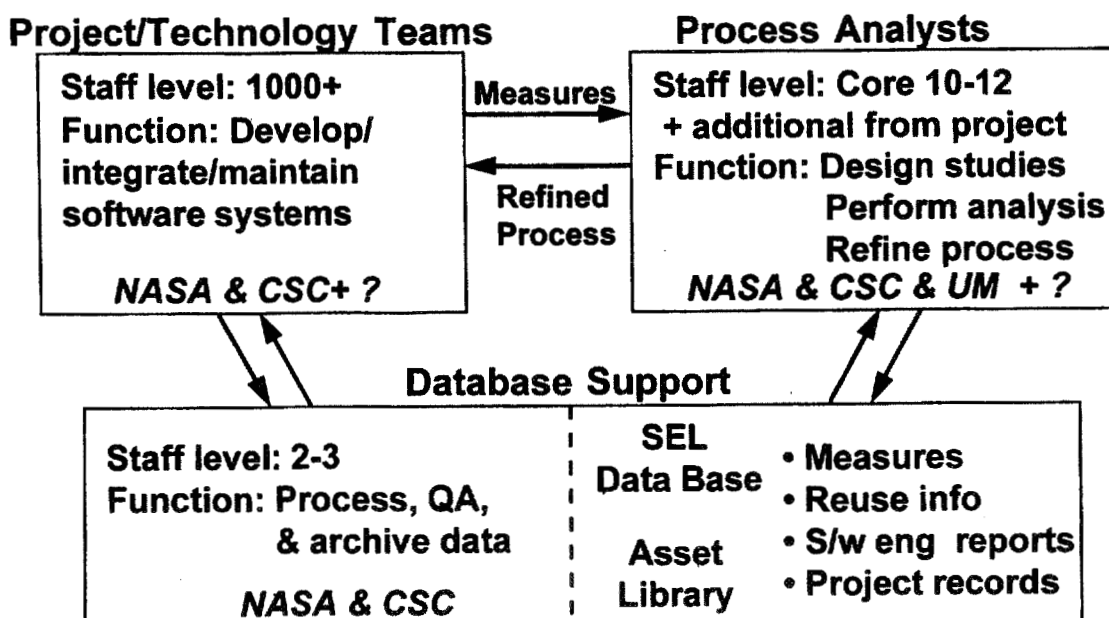 Project/Technology Teams
Staff level: 1000+
Function: Develop/
integrate/maintain
software systems
NASA & CSC+ ?
Measures
Refined
Process
Process Analysts
Staff level: Core 10-12
+ additional from project
Function: Design studies
Perform analysis
Refine process
NASA & CSC & UM + ?
Database Support
Staff level: 2-3
Function: Process, QA,
& archive data
NASA & CSC
SEL
Data Base
Asset
Library
• Measures
• Reuse info
• S/w eng reports
• Project records